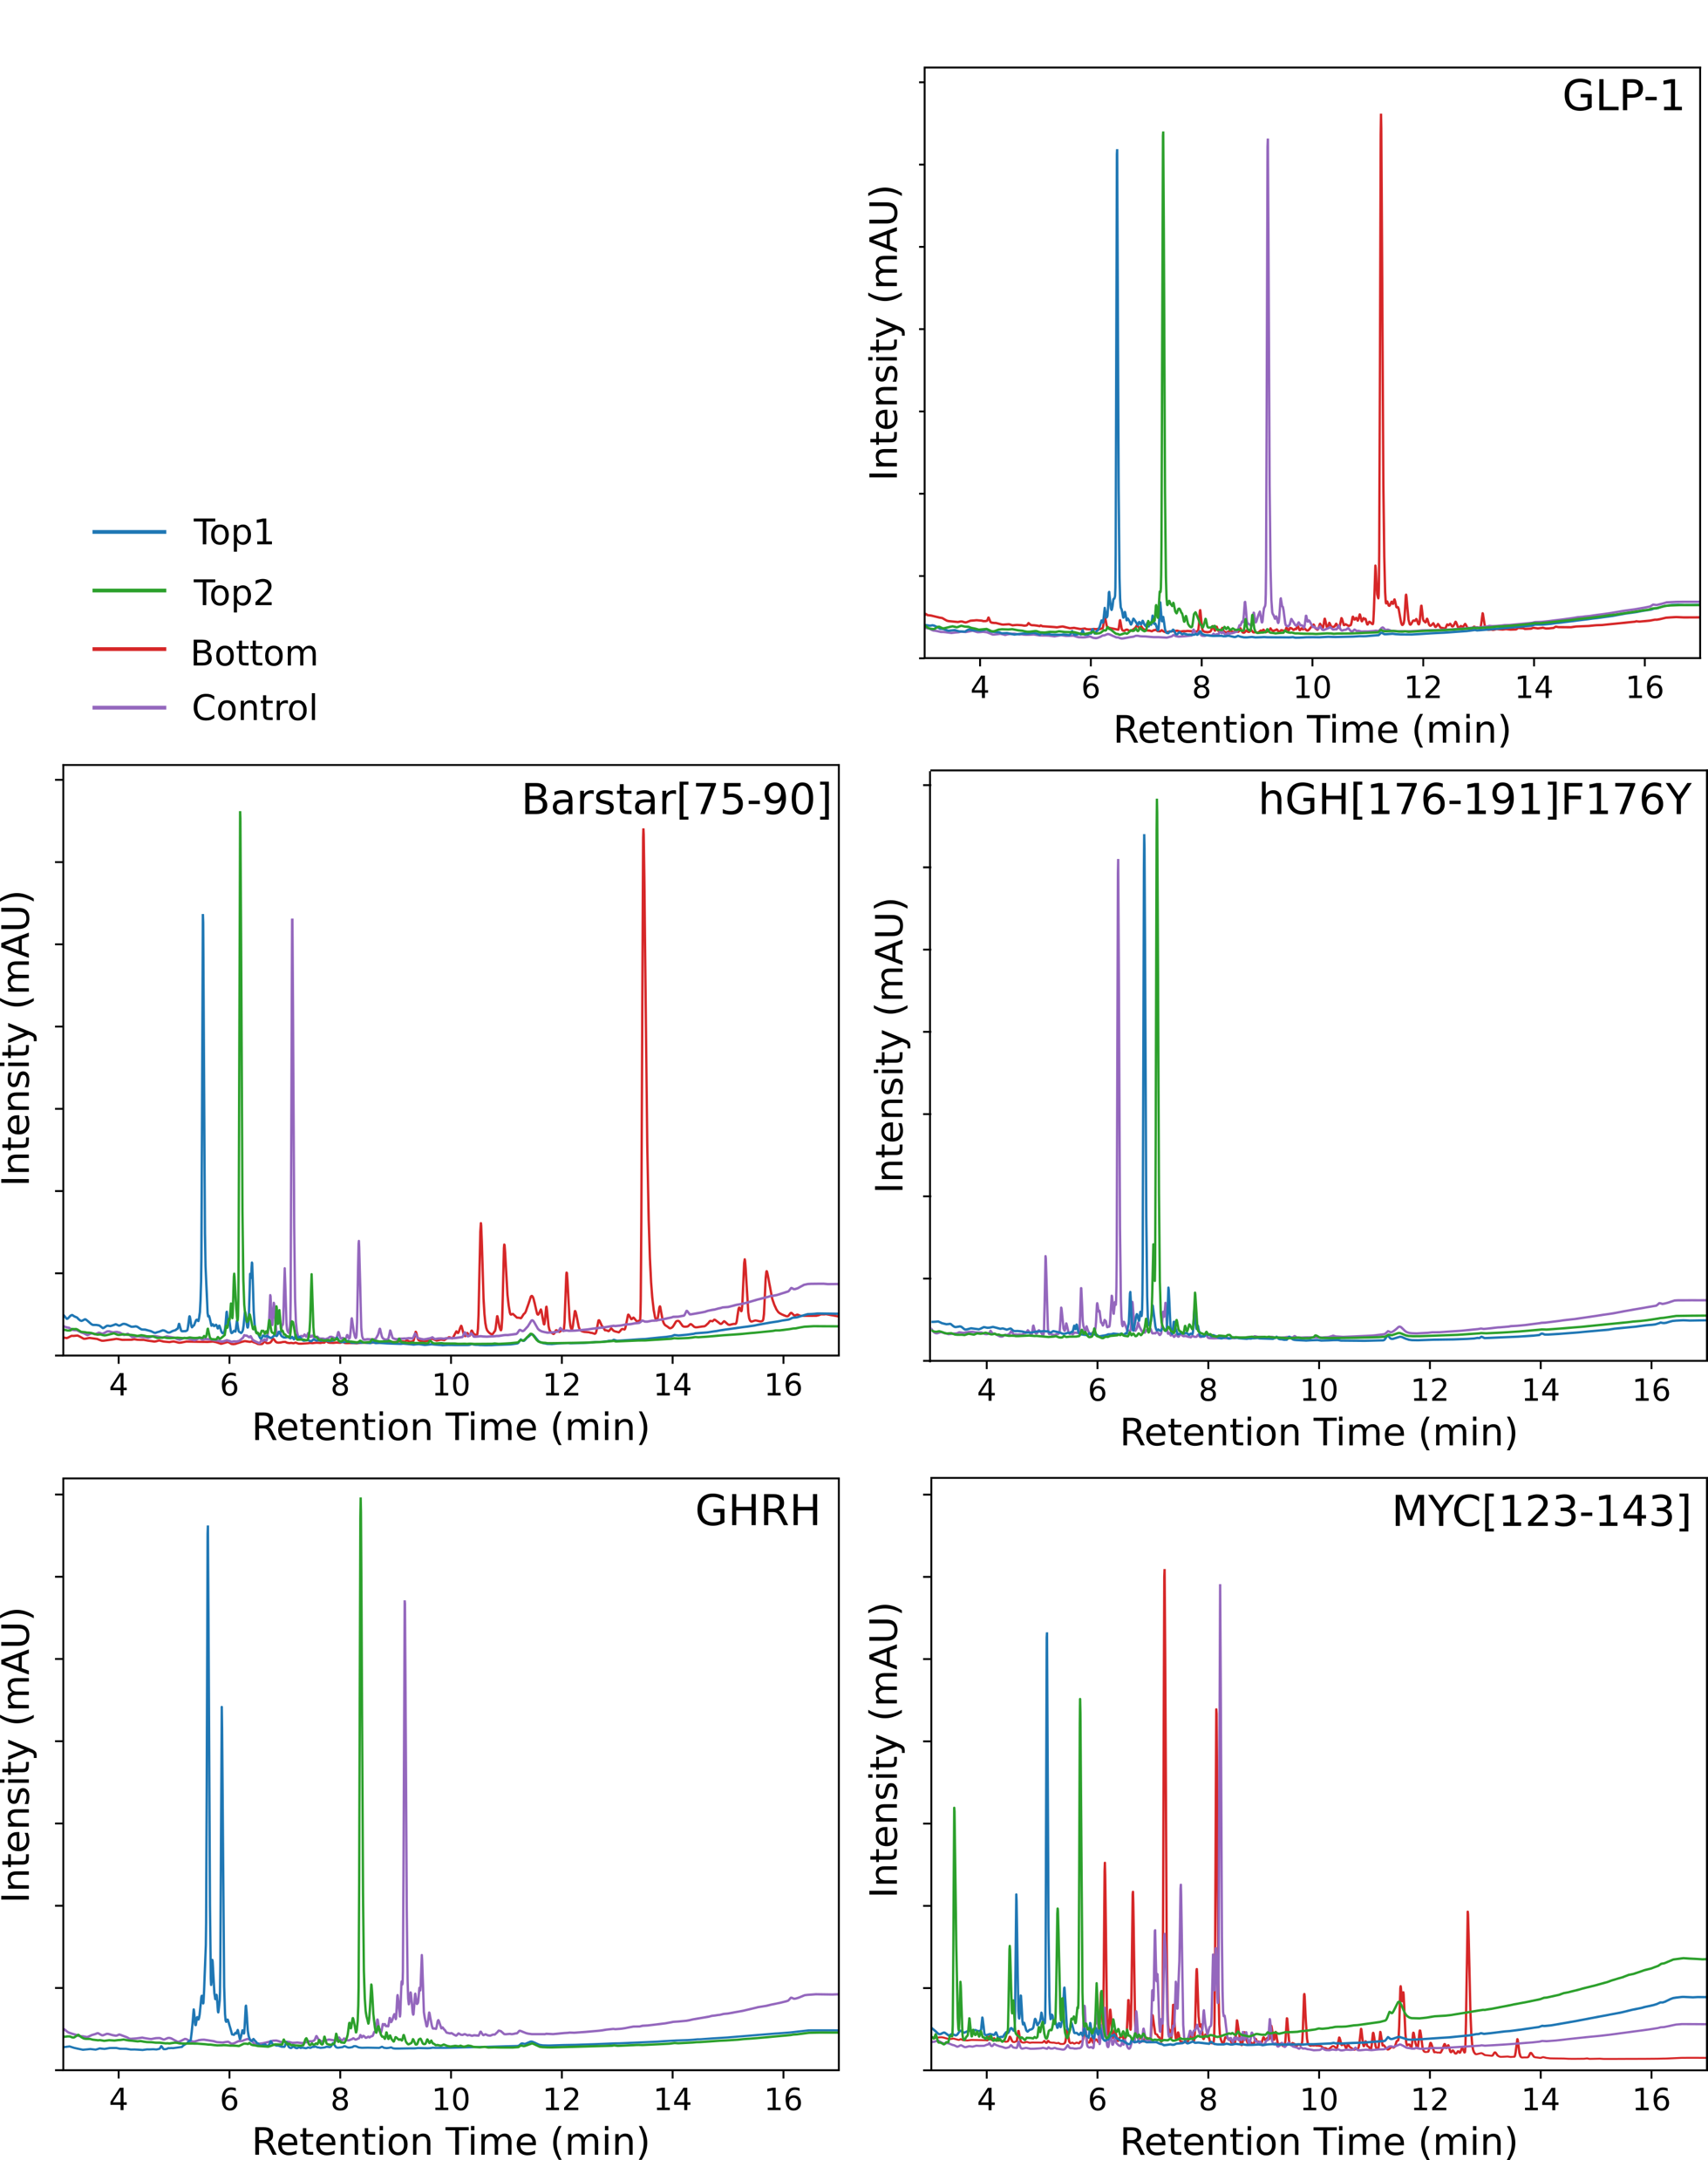 GLP-1
Intensity (mAU)
4 6 8 10 12 14 16
Retention Time (min)
Top1
Top2
Bottom
Control
Barstar[75-90]
Intensity (mAU)
4 6 8 10 12 14 16
Retention Time (min)
hGH[176-191]F176Y
Intensity (mAU)
4 6 8 10 12 14 16
Retention Time (min)
GHRH
Intensity (mAU)
4 6 8 10 12 14 16
Retention Time (min)
MYC[123-143]
Intensity (mAU)
4 6 8 10 12 14 16
Retention Time (min)